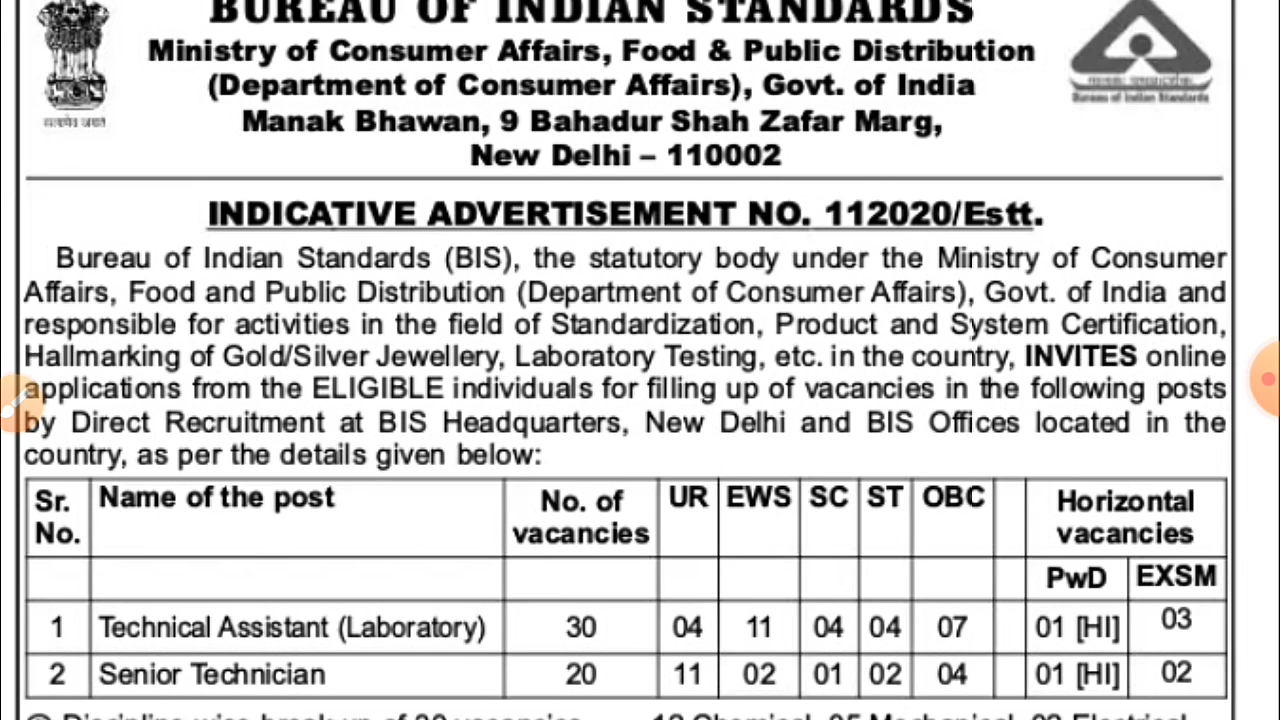 BUREAU OF INDIAN STANDARDS
Ministry of Consumer Affairs, Food & Public Distribution
(Department of Consumer Affairs), Govt. of India
Manak Bhawan, 9 Bahadur Shah Zafar Marg,
New Delhi – 110002
सत्यमेव जयते
Bureau of Indian Standards
INDICATIVE ADVERTISEMENT NO. 112020/Estt.
Bureau of Indian Standards (BIS), the statutory body under the Ministry of Consumer
Affairs, Food and Public Distribution (Department of Consumer Affairs), Govt. of India and
responsible for activities in the field of Standardization, Product and System Certification,
Hallmarking of Gold/Silver Jewellery, Laboratory Testing, etc. in the country, INVITES online
applications from the ELIGIBLE individuals for filling up of vacancies in the following posts
by Direct Recruitment at BIS Headquarters, New Delhi and BIS Offices located in the
country, as per the details given below:
Sr. No. Name of the post No. of vacancies UR EWS SC ST OBC Horizontal vacancies
PwD EXSM
1 Technical Assistant (Laboratory) 30 04 11 04 04 07 01 [HI] 03
2 Senior Technician 20 11 02 01 02 04 01 [HI] 02